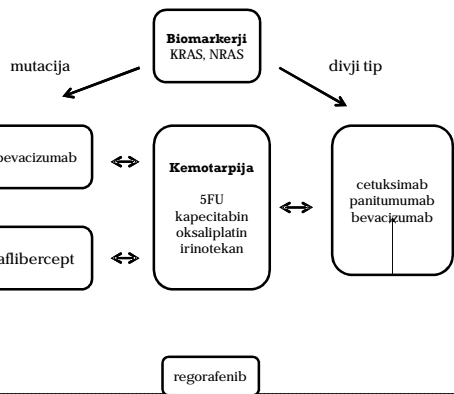 Biomarkerji
KRAS, NRAS
mutacija
divji tip
bevacizumab
Kemotarpija
5FU
kapecitabin
oksaliplatin
irinotekan
cetuksimab
panitumumab
bevacizumab
aflibercept
regorafenib